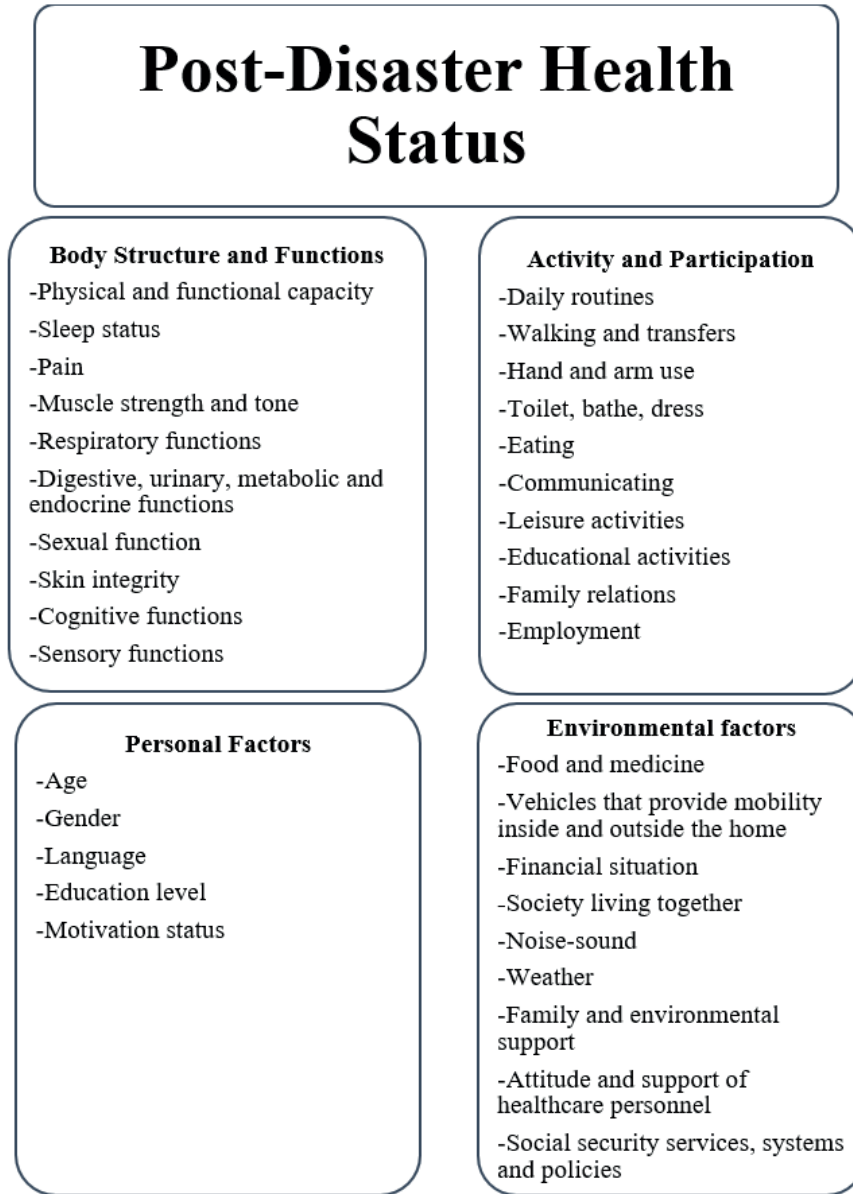 Post-Disaster Health
Status
Body Structure and Functions
-Physical and functional capacity
-Sleep status
-Pain
-Muscle strength and tone
-Respiratory functions
-Digestive, urinary, metabolic and
endocrine functions
-Sexual function
-Skin integrity
-Cognitive functions
-Sensory functions
Activity and Participation
-Daily routines
-Walking and transfers
-Hand and arm use
-Toilet, bathe, dress
-Eating
-Communicating
-Leisure activities
-Educational activities
-Family relations
-Employment
Personal Factors
-Age
-Gender
-Language
-Education level
-Motivation status
Environmental factors
-Food and medicine
-Vehicles that provide mobility
inside and outside the home
-Financial situation
-Society living together
-Noise-sound
-Weather
-Family and environmental
support
-Attitude and support of
healthcare personnel
-Social security services, systems
and policies